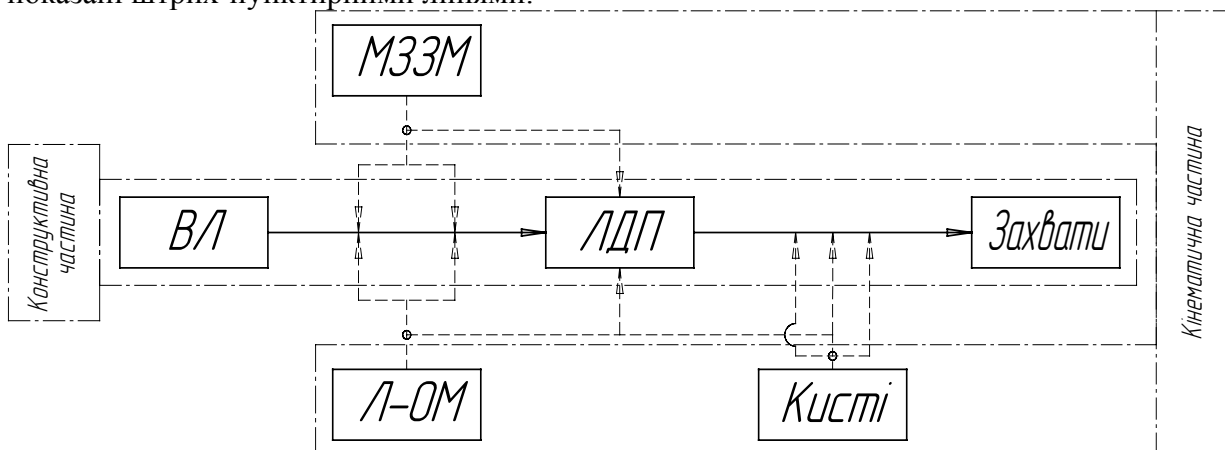 показані штрих-пунктирними лініями.
МЗЗМ
Конструктивна
частина
ВЛ
ЛДП
Захвати
Кінематична частина
Л-ОМ
Кисті